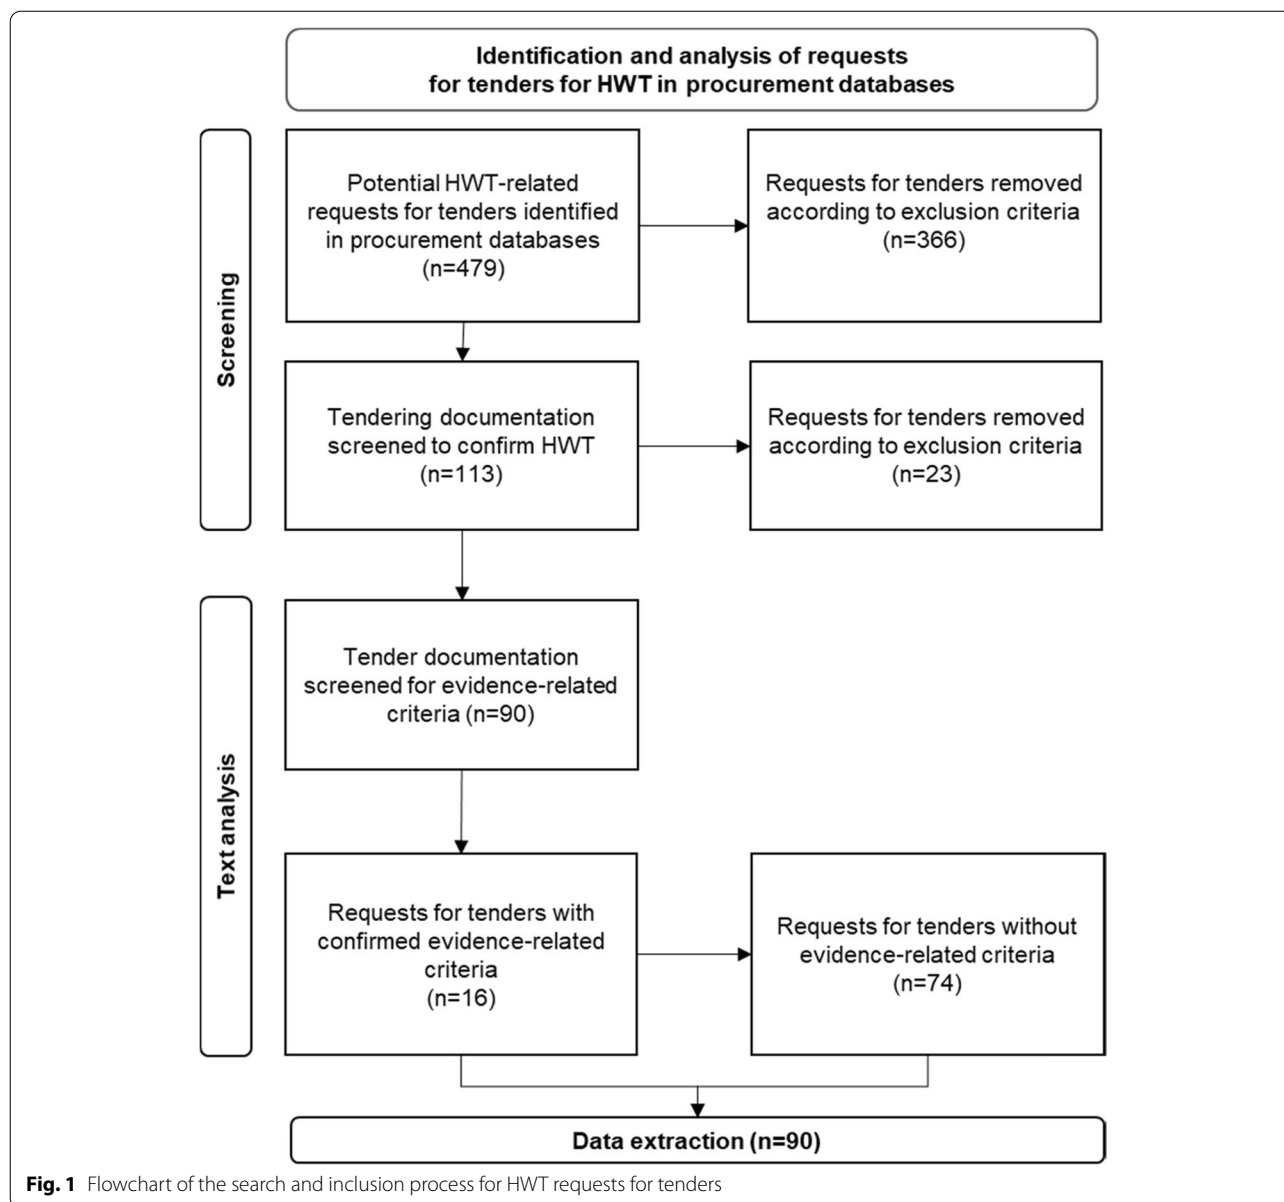 Identification and analysis of requests
for tenders for HWT in procurement databases
Screening
Potential HWT-related
requests for tenders identified
in procurement databases
(n=479)
Requests for tenders removed
according to exclusion criteria
(n=366)
Tendering documentation
screened to confirm HWT
(n=113)
Requests for tenders removed
according to exclusion criteria
(n=23)
Text analysis
Tender documentation
screened for evidence-related
criteria (n=90)
Requests for tenders with
confirmed evidence-related
criteria
(n=16)
Requests for tenders without
evidence-related criteria
(n=74)
Data extraction (n=90)
Fig. 1 Flowchart of the search and inclusion process for HWT requests for tenders